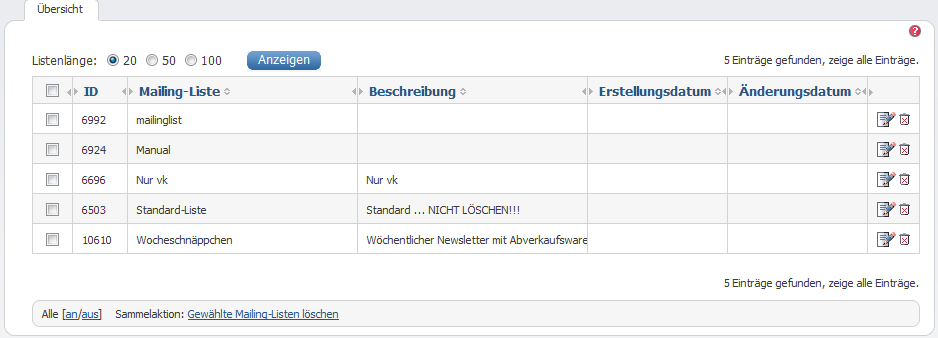 Übersicht
Listenlänge: 20 50 100 Anzeigen 5 Einträge gefunden, zeige alle Einträge.
ID Mailing-Liste Beschreibung Erstellungsdatum Änderungsdatum
6992 mailinglist
6924 Manual
6696 Nur vk Nur vk
6503 Standard-Liste Standard ... NICHT LÖSCHEN!!!
10610 Wocheschnäppchen Wöchentlicher Newsletter mit Abverkaufsware
5 Einträge gefunden, zeige alle Einträge.
Alle [an/aus] Sammelaktion: Gewählte Mailing-Listen löschen